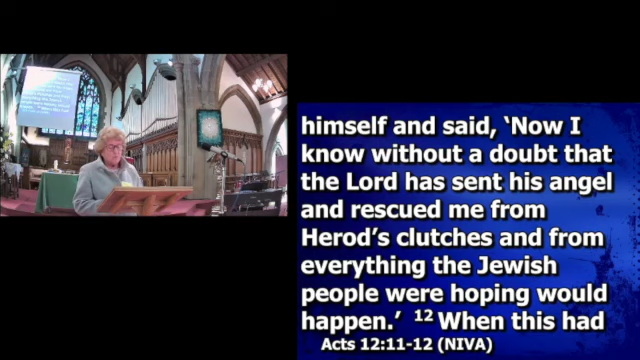 himself and said, ‘Now I
know without a doubt that
the Lord has sent his angel
and rescued me from
Herod’s clutches and from
everything the Jewish
people were hoping would
happen.’ 12 When this had
Acts 12:11-12 (NIVA)